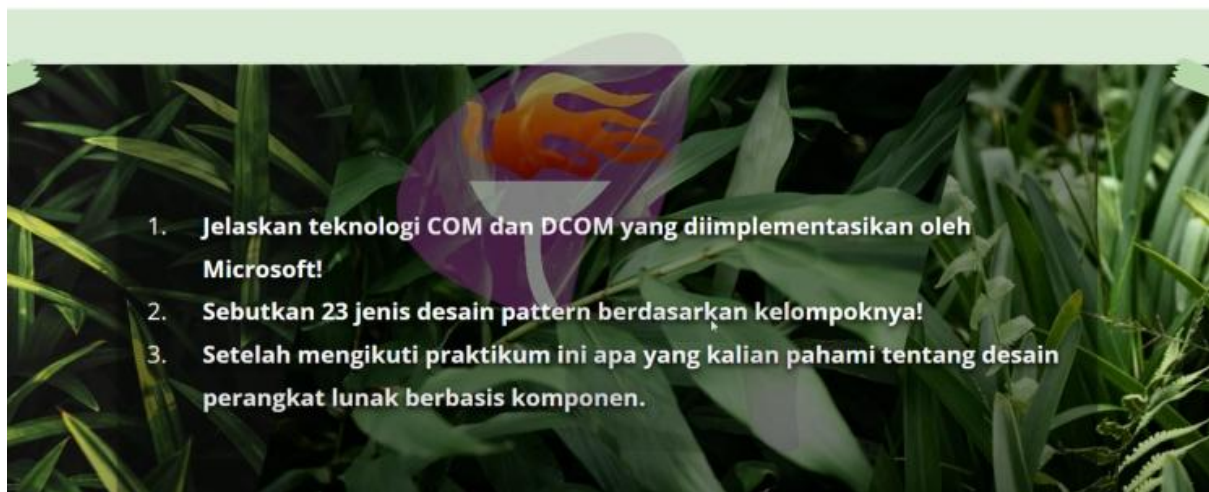 1. Jelaskan teknologi COM dan DCOM yang diimplementasikan oleh
Microsoft!
2. Sebutkan 23 jenis desain pattern berdasarkan kelompoknya!
3. Setelah mengikuti praktikum ini apa yang kalian pahami tentang desain
perangkat lunak berbasis komponen.